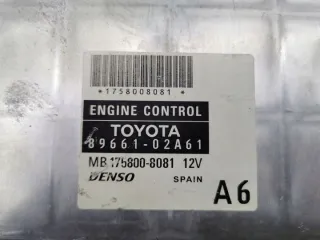 *1758008081*
ENGINE CONTROL
TOYOTA
89661-02A61
MB 175800-8081 12V
DENSO SPAIN A6